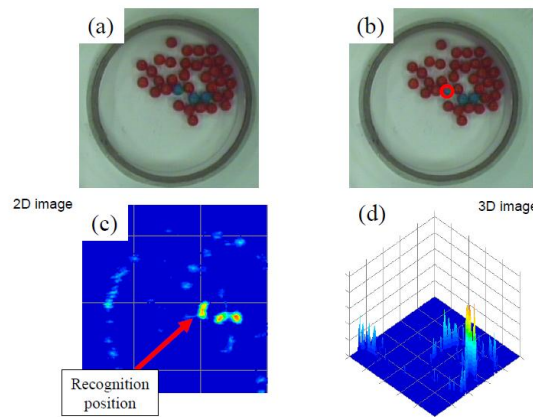 (a)
(b)
2D image
(c)
3D image
(d)
Recognition
position